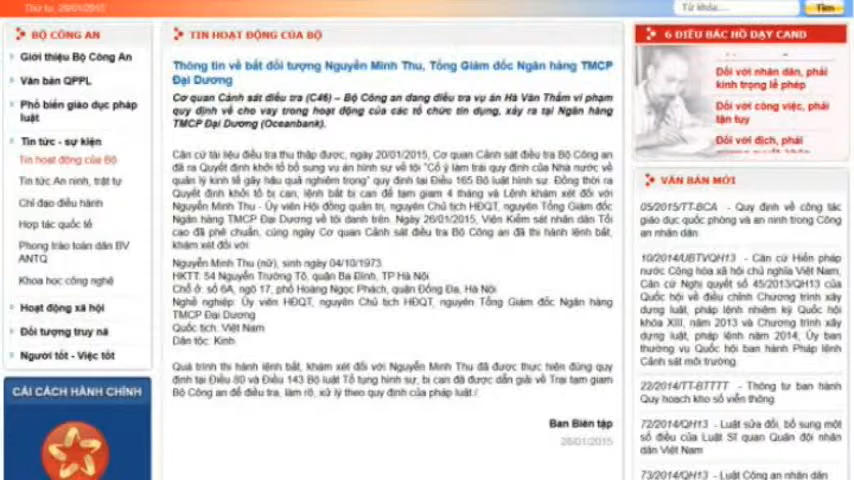 Thứ tư, 28/01/2015
Từ khóa....
Tìm
BỘ CÔNG AN
Giới thiệu Bộ Công An
Văn bản QPPL
Phổ biến giáo dục pháp
luật
Tin tức - sự kiện
Tin hoạt động của Bộ
Tin tức An ninh, trật tự
Chỉ đạo điều hành
Hợp tác quốc tế
Phong trào toàn dân BV
ANTQ
Khoa học công nghệ
Hoạt động xã hội
Đối tượng truy nã
Người tốt - Việc tốt
CẢI CÁCH HÀNH CHÍNH
TIN HOẠT ĐỘNG CỦA BỘ
Thông tin về bắt đối tượng Nguyễn Minh Thu, Tổng Giám đốc Ngân hàng TMCP
Đại Dương
Cơ quan Cảnh sát điều tra (C46) – Bộ Công an đang điều tra vụ án Hà Văn Thắm vi phạm
quy định về cho vay trong hoạt động của các tổ chức tín dụng, xảy ra tại Ngân hàng
TMCP Đại Dương (Oceanbank).
Căn cứ tài liệu điều tra thu thập được, ngày 20/01/2015, Cơ quan Cảnh sát điều tra Bộ Công an
đã ra Quyết định khởi tố bổ sung vụ án hình sự về tội "Cố ý làm trái quy định của Nhà nước về
quản lý kinh tế gây hậu quả nghiêm trọng" quy định tại Điều 165 Bộ luật hình sự. Đồng thời ra
Quyết định khởi tố bị can, lệnh bắt bị can để tạm giam 4 tháng và Lệnh khám xét đối với
Nguyễn Minh Thu - Ủy viên Hội đồng quản trị, nguyên Chủ tịch HĐQT, nguyên Tổng Giám đốc
Ngân hàng TMCP Đại Dương về tội danh trên. Ngày 26/01/2015, Viện Kiểm sát nhân dân Tối
cao đã phê chuẩn, cùng ngày Cơ quan Cảnh sát điều tra Bộ Công an đã thi hành lệnh bắt,
khám xét đối với:
Nguyễn Minh Thu (nữ), sinh ngày 04/10/1973.
HKTT: 54 Nguyễn Trường Tộ, quận Ba Đình, TP Hà Nội
Chỗ ở: số 6A, ngõ 17, phố Hoàng Ngọc Phách, quận Đống Đa, Hà Nội
Nghề nghiệp: Ủy viên HĐQT, nguyên Chủ tịch HĐQT, nguyên Tổng Giám đốc Ngân hàng
TMCP Đại Dương
Quốc tịch: Việt Nam
Dân tộc: Kinh
Quá trình thi hành lệnh bắt, khám xét đối với Nguyễn Minh Thu đã được thực hiện đúng quy
định tại Điều 80 và Điều 143 Bộ luật Tố tụng hình sự, bị can đã được dẫn giải về Trại tạm giam
Bộ Công an để điều tra, làm rõ, xử lý theo quy định của pháp luật./.
Ban Biên tập
28/01/2015
6 ĐIỀU BÁC HỒ DẠY CAND
Đối với nhân dân, phải
kính trọng lễ phép
Đối với công việc, phải
tận tụy
Đối với địch, phải
VĂN BẢN MỚI
05/2015/TT-BCA - Quy định về công tác
giáo dục quốc phòng và an ninh trong Công
an nhân dân
10/2014/UBTVQH13 - Căn cứ Hiến pháp
nước Cộng hòa xã hội chủ nghĩa Việt Nam,
Căn cứ Nghị quyết số 45/2013/QH13 của
Quốc hội về điều chỉnh Chương trình xây
dựng luật, pháp lệnh nhiệm kỳ Quốc hội
khóa XIII, năm 2013 và Chương trình xây
dựng luật, pháp lệnh năm 2014, Ủy ban
thường vụ Quốc hội ban hành Pháp lệnh
Cảnh sát môi trường.
22/2014/TT-BTTTT - Thông tư ban hành
Quy hoạch kho số viễn thông
72/2014/QH13 - Luật sửa đổi, bổ sung một
số điều của Luật Sĩ quan Quân đội nhân
dân Việt Nam
73/2014/QH13 - Luật Công an nhân dân